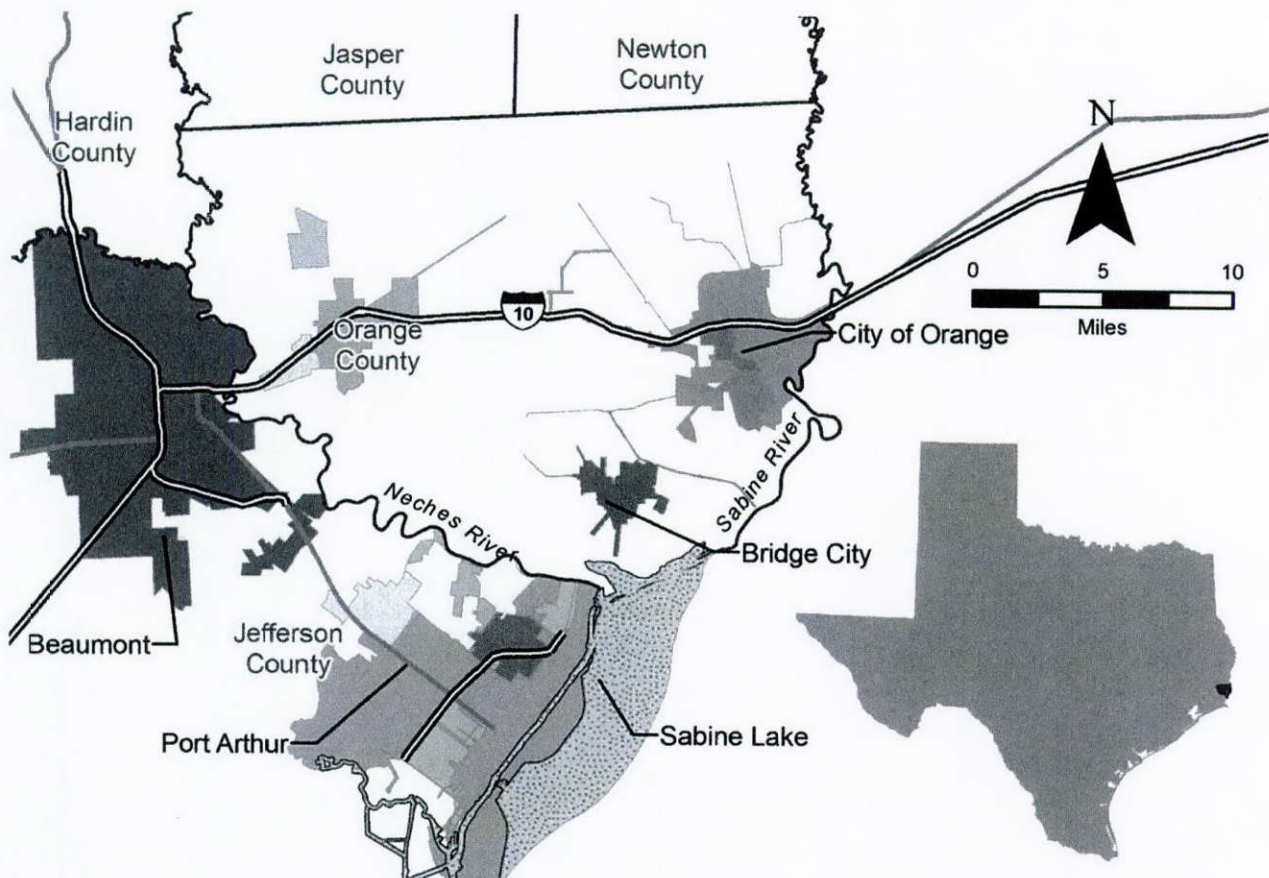 Jasper
County
Newton
County
Hardin
County
N
0 5 10
Miles
10
Orange
County
City of Orange
Sabine River
Neches River
Bridge City
Beaumont
Jefferson
County
Port Arthur
Sabine Lake